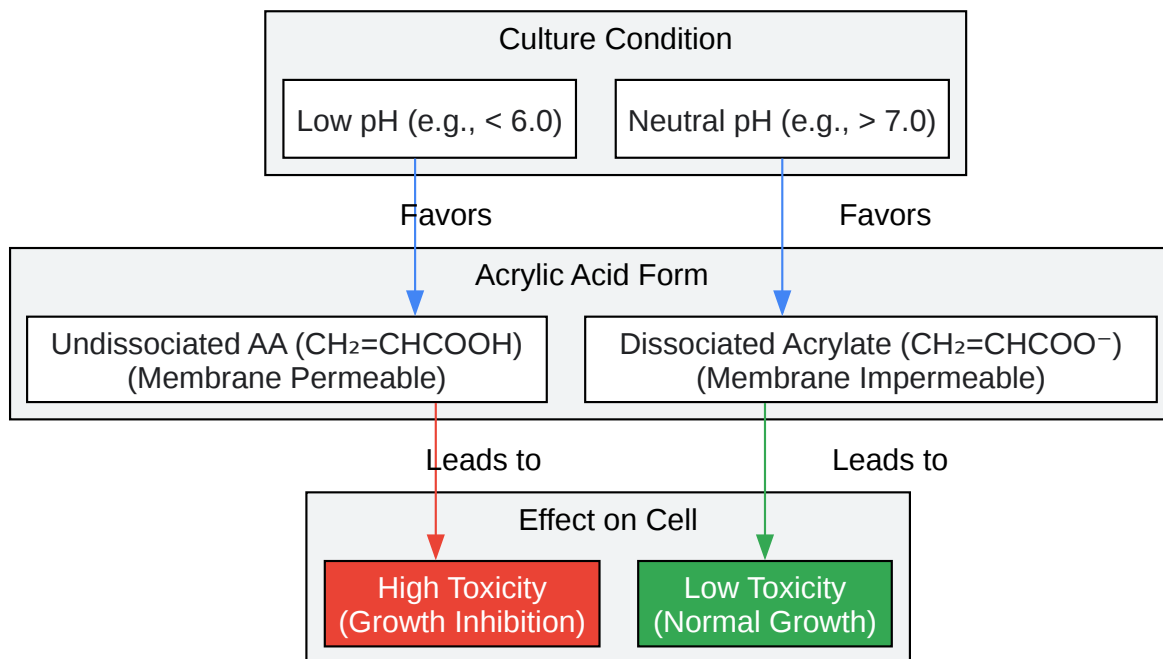 Culture Condition
Low pH (e.g., < 6.0)
Neutral pH (e.g., > 7.0)
Favors
Favors
Acrylic Acid Form
Undissociated AA (CH₂=CHCOOH)
(Membrane Permeable)
Dissociated Acrylate (CH₂=CHCOO⁻)
(Membrane Impermeable)
Leads to
Leads to
Effect on Cell
High Toxicity
(Growth Inhibition)
Low Toxicity
(Normal Growth)